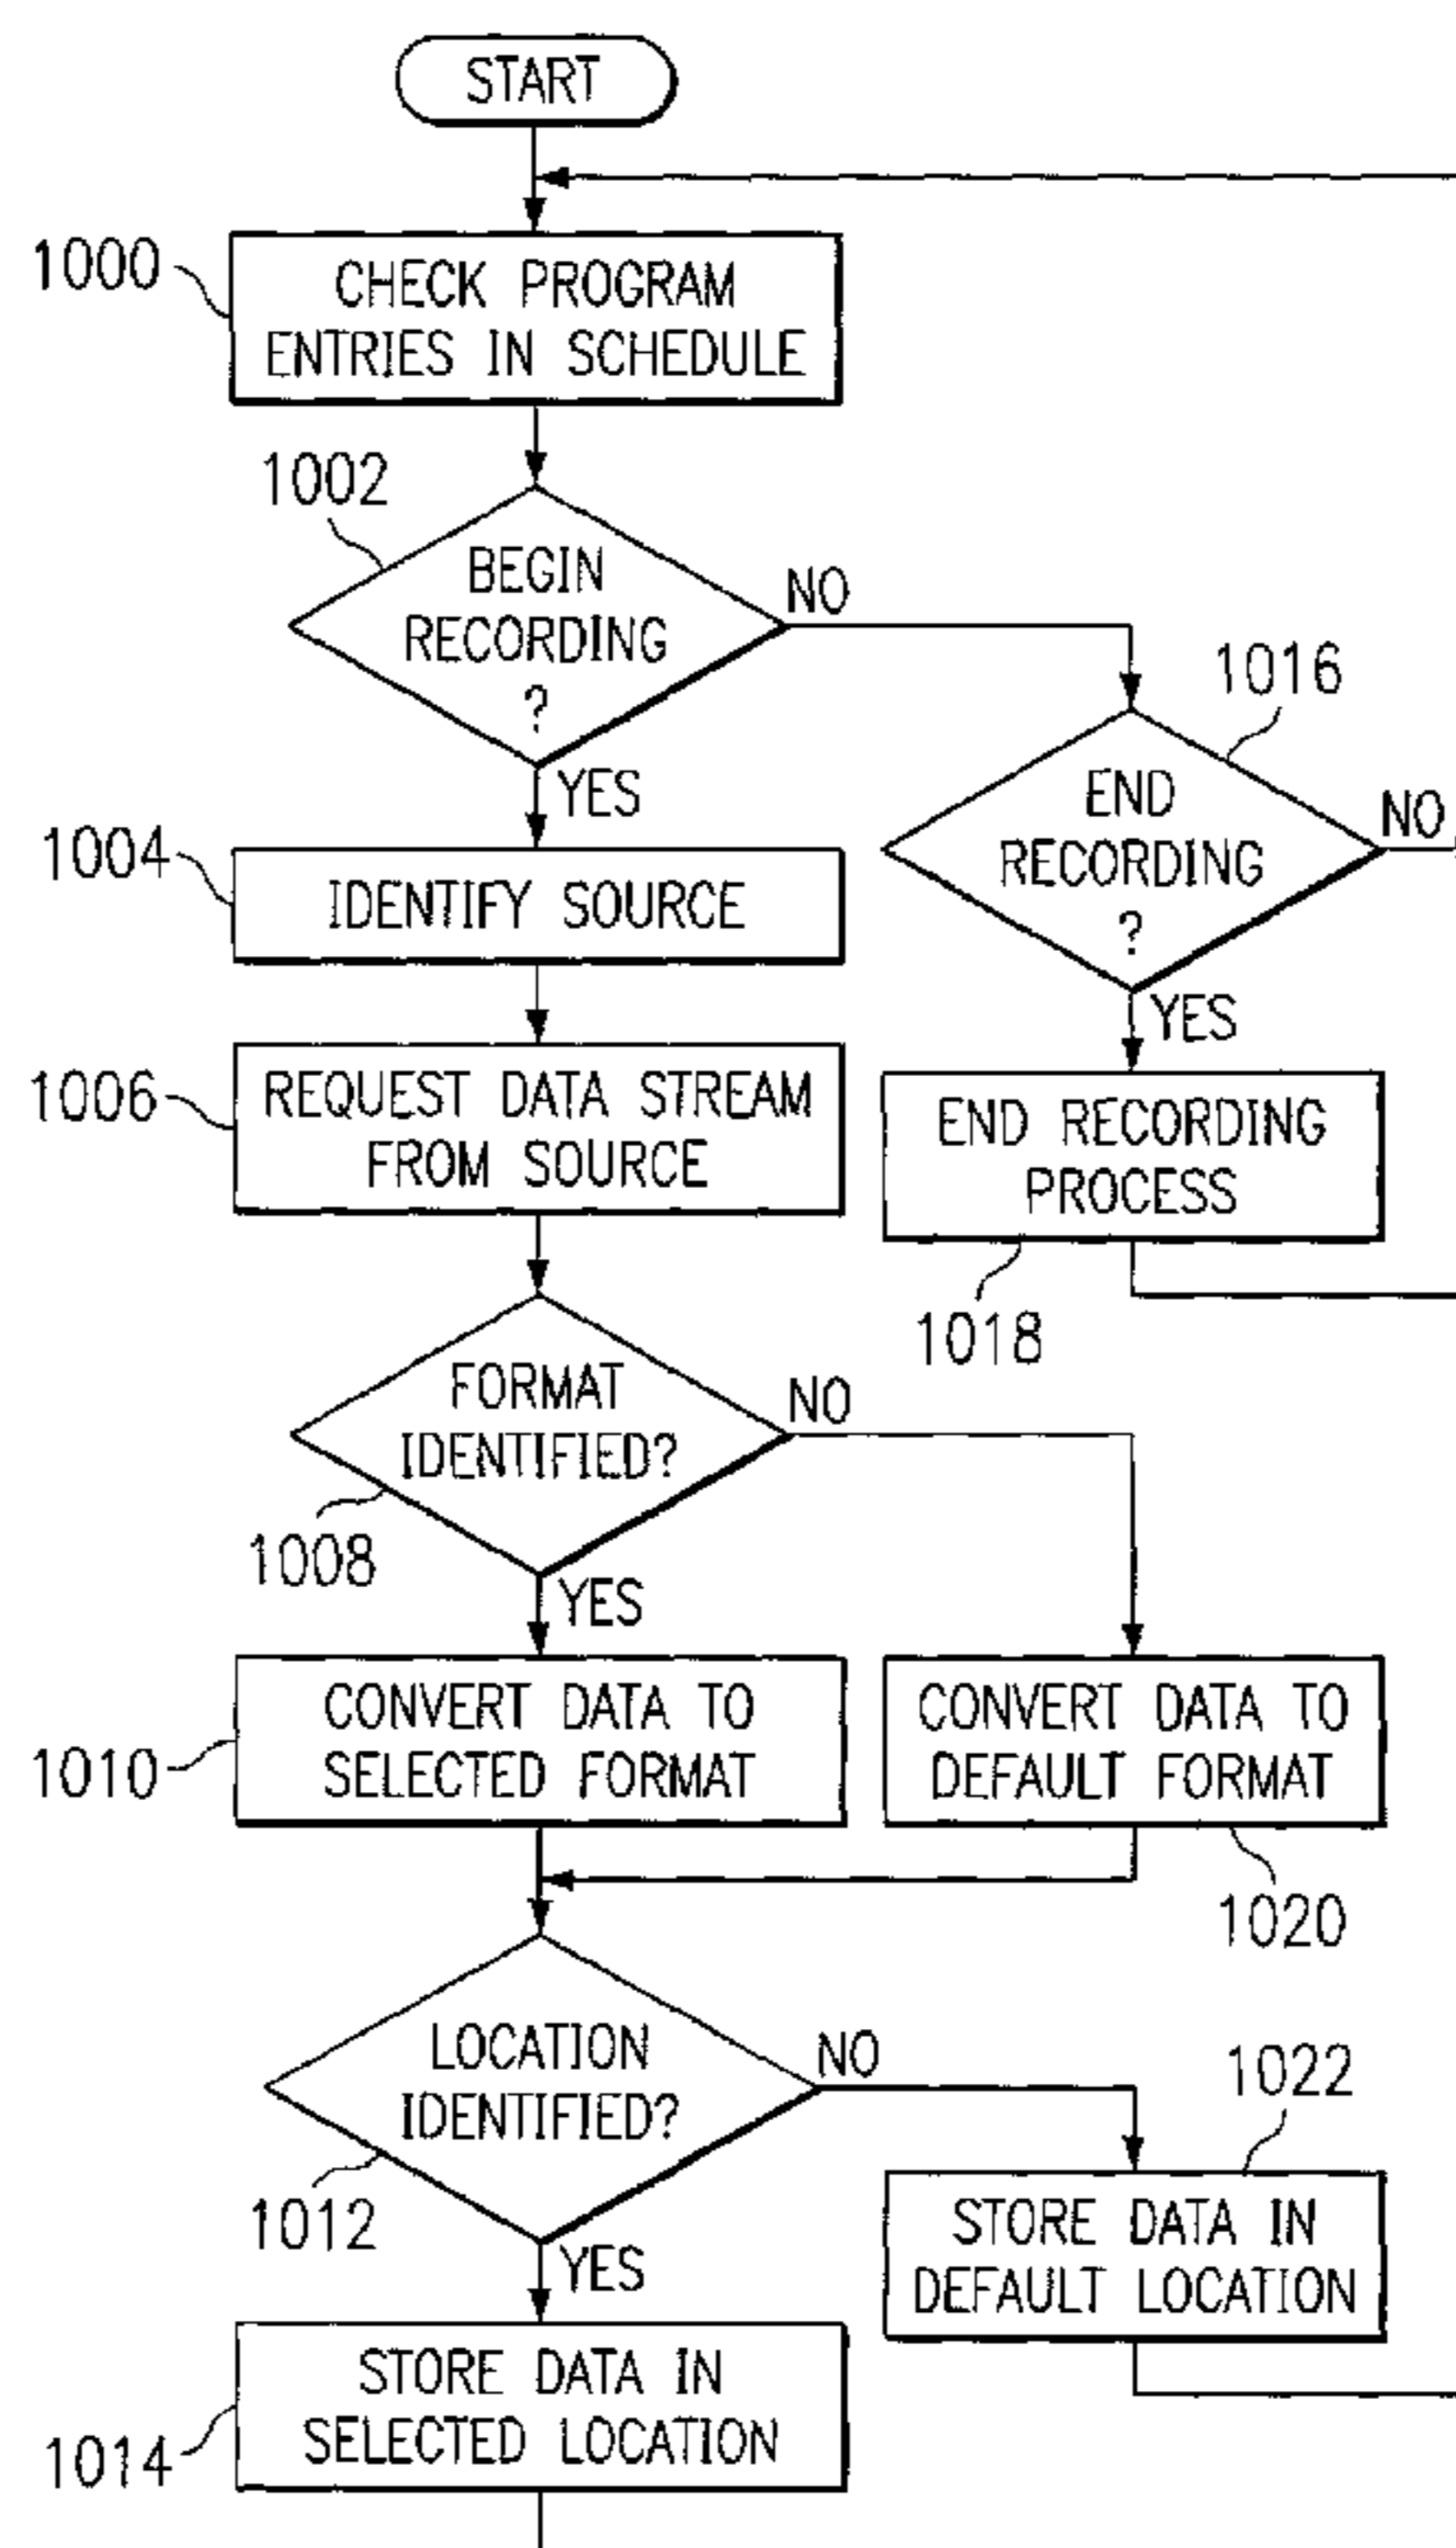 START
1000
CHECK PROGRAM
ENTRIES IN SCHEDULE
1002
BEGIN
RECORDING
?
NO
YES
1016
END
RECORDING
?
NO
YES
1004
IDENTIFY SOURCE
1006
REQUEST DATA STREAM
FROM SOURCE
END RECORDING
PROCESS
1018
FORMAT
IDENTIFIED?
NO
1008
YES
1010
CONVERT DATA TO
SELECTED FORMAT
CONVERT DATA TO
DEFAULT FORMAT
1020
LOCATION
IDENTIFIED?
NO
1012
YES
1022
STORE DATA IN
DEFAULT LOCATION
STORE DATA IN
SELECTED LOCATION
1014